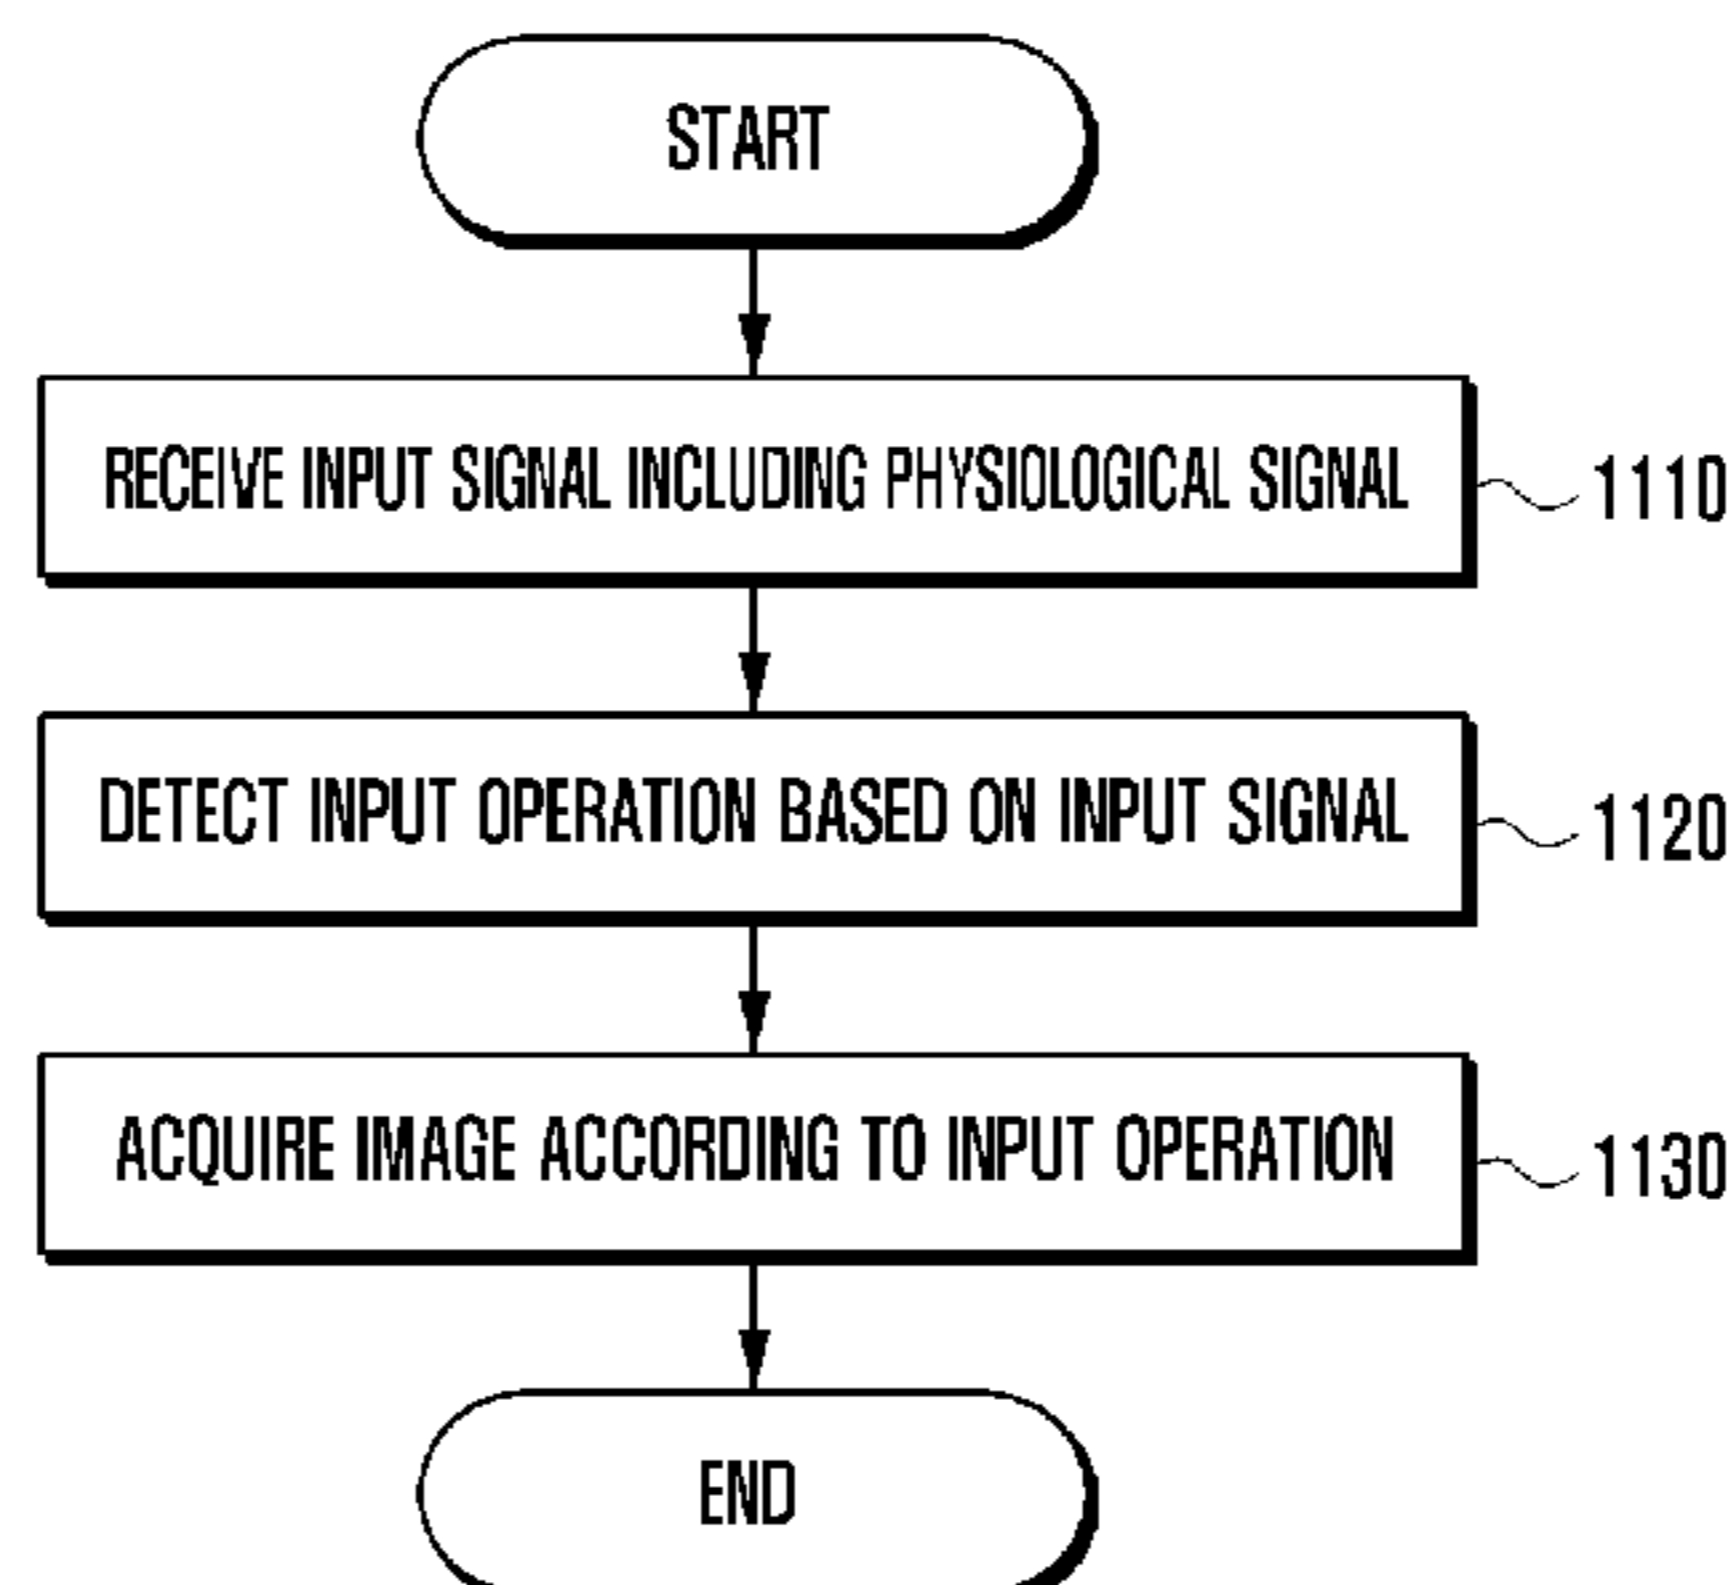 START
RECEIVE INPUT SIGNAL INCLUDING PHYSIOLOGICAL SIGNAL 1110
DETECT INPUT OPERATION BASED ON INPUT SIGNAL 1120
ACQUIRE IMAGE ACCORDING TO INPUT OPERATION 1130
END